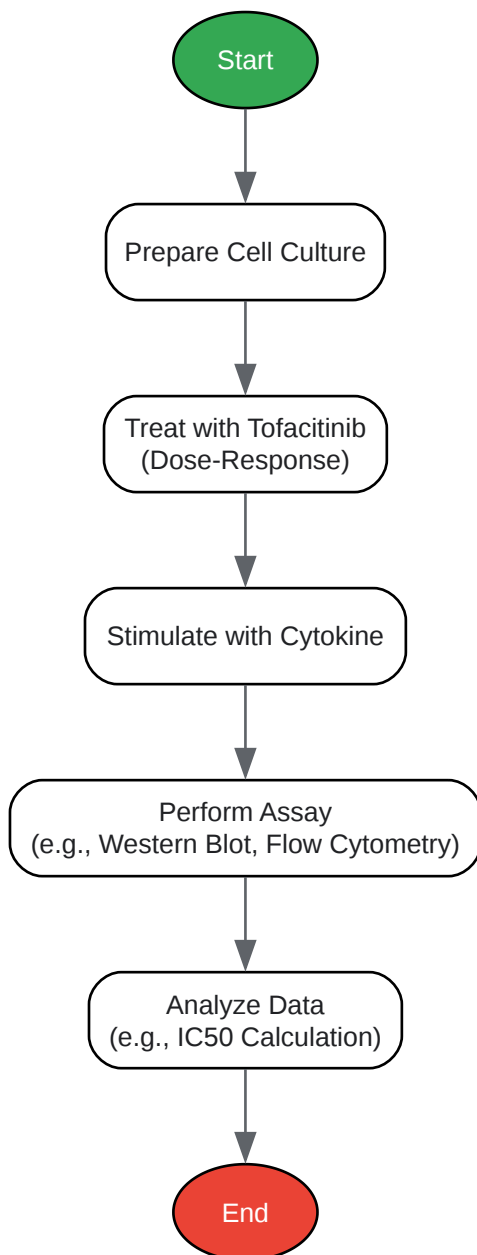 Start
Prepare Cell Culture
Treat with Tofacitinib
(Dose-Response)
Stimulate with Cytokine
Perform Assay
(e.g., Western Blot, Flow Cytometry)
Analyze Data
(e.g., IC50 Calculation)
End